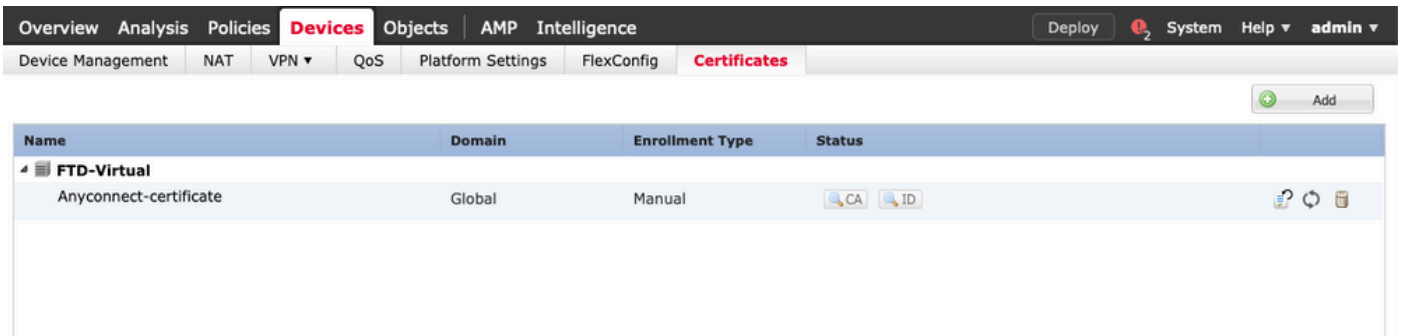 Overview Analysis Policies Devices Objects AMP Intelligence Deploy 2 System Help admin
Device Management NAT VPN QoS Platform Settings FlexConfig Certificates
Add
Name Domain Enrollment Type Status
FTD-Virtual
Anyconnect-certificate Global Manual CA ID